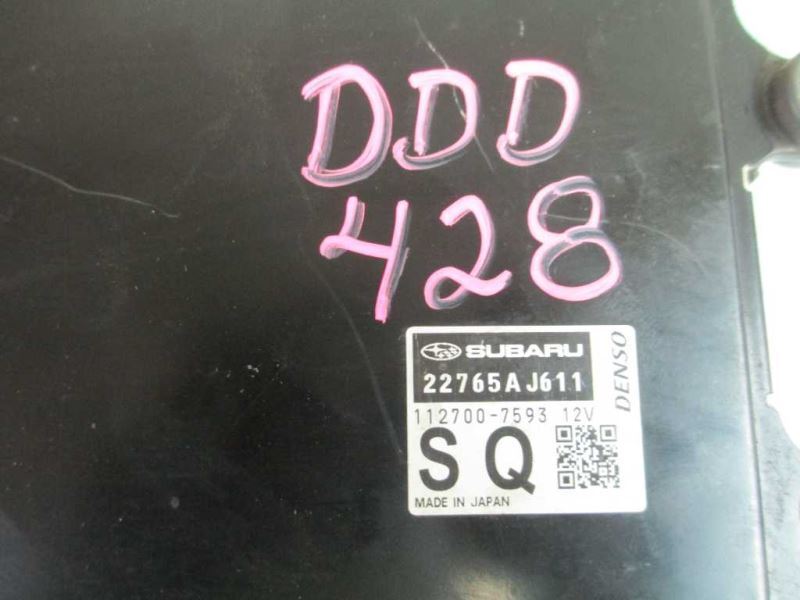 DDD
428
SUBARU
22765AJ611
112700-7593 12V
DENSO
SQ
MADE IN JAPAN